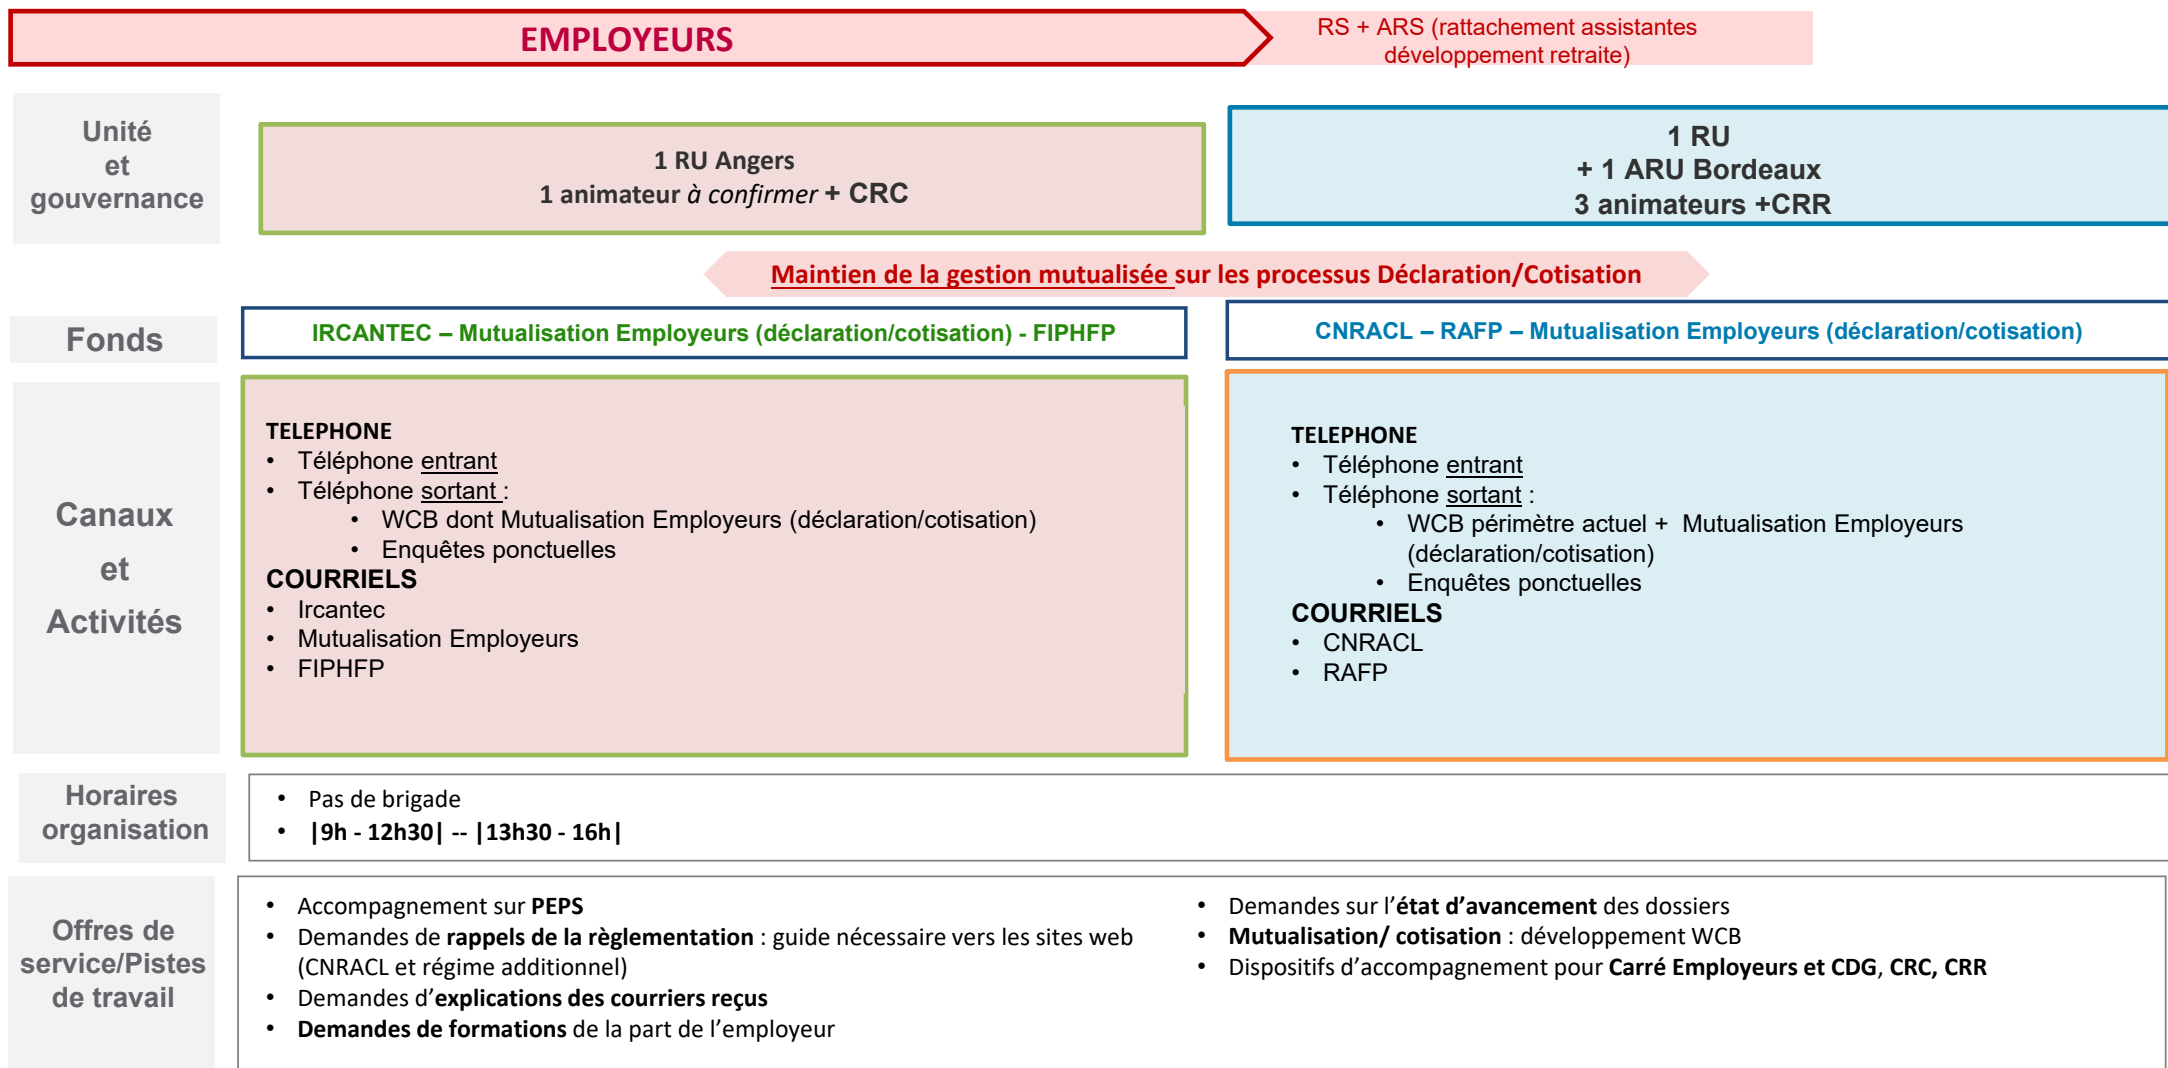 EMPLOYEURS
RS + ARS (rattachement assistantes
développement retraite)
Unité
et
gouvernance
1 RU Angers
1 animateur à confirmer + CRC
1 RU
+ 1 ARU Bordeaux
3 animateurs +CRR
Maintien de la gestion mutualisée sur les processus Déclaration/Cotisation
Fonds
IRCANTEC – Mutualisation Employeurs (déclaration/cotisation) - FIPHFP
CNRACL – RAFP – Mutualisation Employeurs (déclaration/cotisation)
Canaux
et
Activités
TELEPHONE
• Téléphone entrant
• Téléphone sortant :
• WCB dont Mutualisation Employeurs (déclaration/cotisation)
• Enquêtes ponctuelles
COURRIELS
• Ircantec
• Mutualisation Employeurs
• FIPHFP
TELEPHONE
• Téléphone entrant
• Téléphone sortant :
• WCB périmètre actuel + Mutualisation Employeurs
(déclaration/cotisation)
• Enquêtes ponctuelles
COURRIELS
• CNRACL
• RAFP
Horaires
organisation
• Pas de brigade
• |9h - 12h30| -- |13h30 - 16h|
Offres de
service/Pistes
de travail
• Accompagnement sur PEPS
• Demandes de rappels de la règlementation : guide nécessaire vers les sites web
(CNRACL et régime additionnel)
• Demandes d’explications des courriers reçus
• Demandes de formations de la part de l’employeur
• Demandes sur l’état d’avancement des dossiers
• Mutualisation/ cotisation : développement WCB
• Dispositifs d’accompagnement pour Carré Employeurs et CDG, CRC, CRR